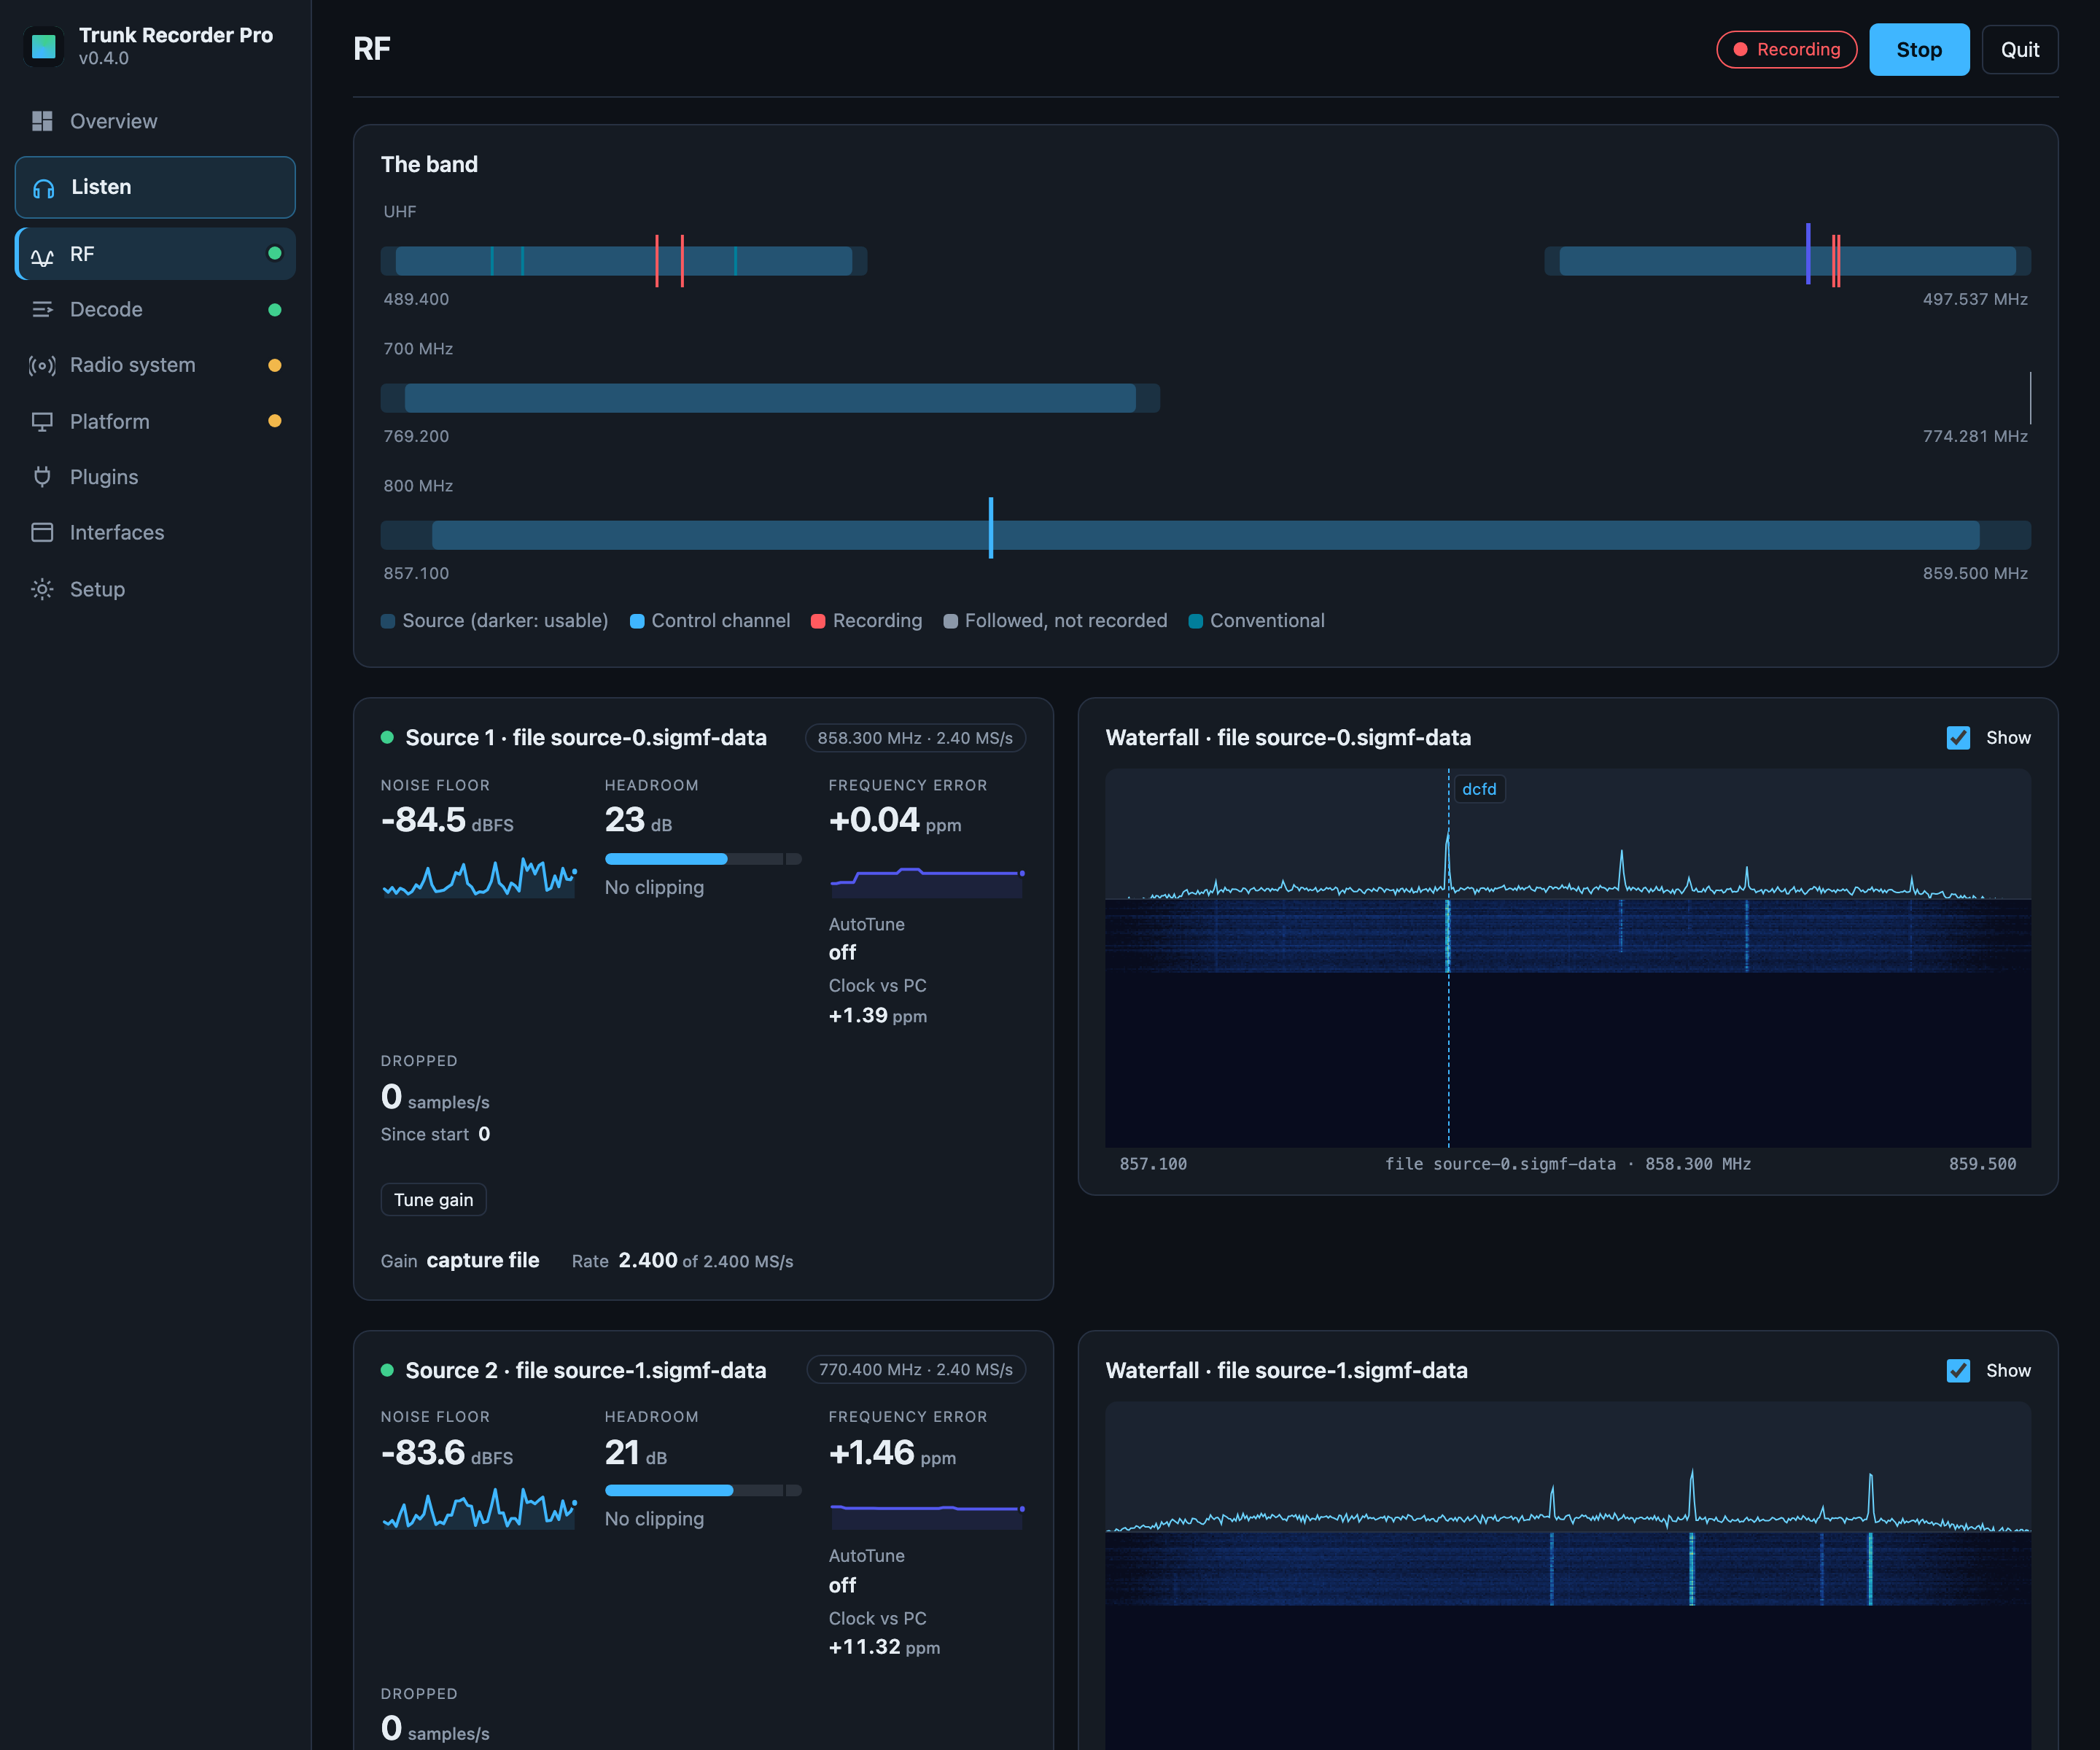 Trunk Recorder Pro
v0.4.0
Overview
Listen
RF
Decode
Radio system
Platform
Plugins
Interfaces
Setup
RF
Recording
Stop
Quit
The band
UHF
489.400
497.537 MHz
700 MHz
769.200
774.281 MHz
800 MHz
857.100
859.500 MHz
Source (darker: usable)
Control channel
Recording
Followed, not recorded
Conventional
Source 1 · file source-0.sigmf-data
858.300 MHz · 2.40 MS/s
NOISE FLOOR
-84.5 dBFS
HEADROOM
23 dB
No clipping
FREQUENCY ERROR
+0.04 ppm
AutoTune
off
Clock vs PC
+1.39 ppm
DROPPED
0 samples/s
Since start 0
Tune gain
Gain capture file
Rate 2.400 of 2.400 MS/s
Waterfall · file source-0.sigmf-data
Show
dcfd
857.100
file source-0.sigmf-data · 858.300 MHz
859.500
Source 2 · file source-1.sigmf-data
770.400 MHz · 2.40 MS/s
NOISE FLOOR
-83.6 dBFS
HEADROOM
21 dB
No clipping
FREQUENCY ERROR
+1.46 ppm
AutoTune
off
Clock vs PC
+11.32 ppm
DROPPED
0 samples/s
Waterfall · file source-1.sigmf-data
Show